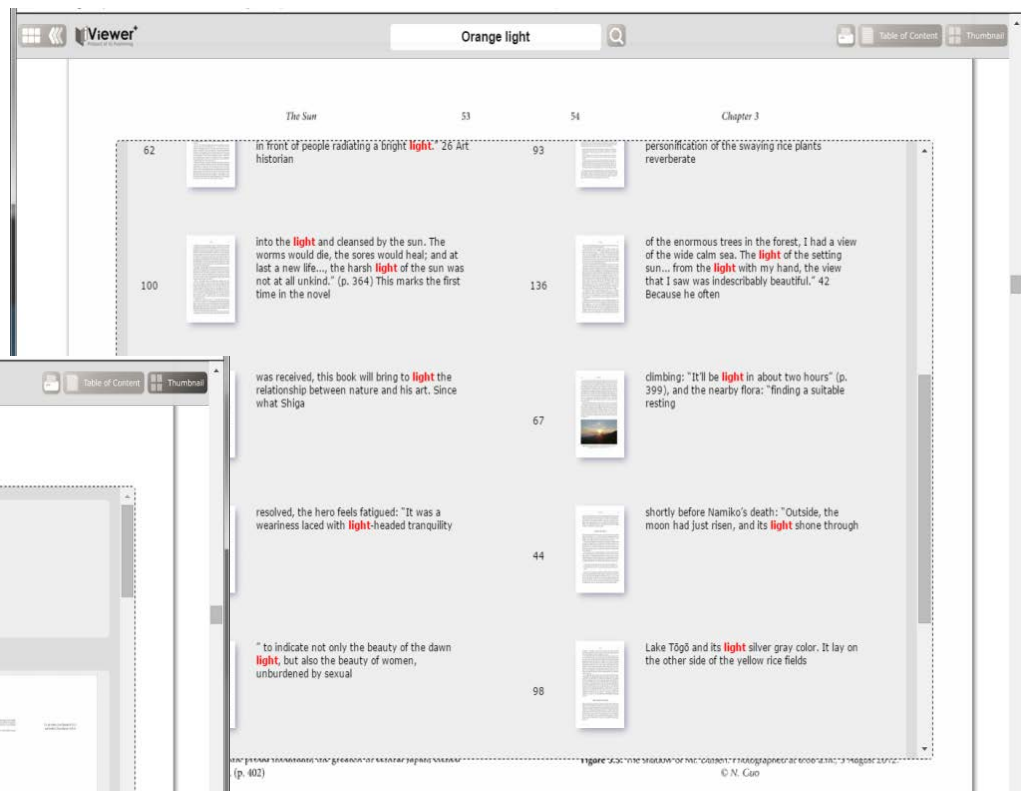 iViewer+
Orange light
Table of Content
Thumbnail
The Sun 53
54 Chapter 3
62
in front of people radiating a bright light." 26 Art
historian
93
personification of the swaying rice plants
reverberate
100
into the light and cleansed by the sun. The
worms would die, the sores would heal; and at
last a new life..., the harsh light of the sun was
not at all unkind." (p. 364) This marks the first
time in the novel
136
of the enormous trees in the forest, I had a view
of the wide calm sea. The light of the setting
sun... from the light with my hand, the view
that I saw was indescribably beautiful." 42
Because he often
Table of Content
Thumbnail
was received, this book will bring to light the
relationship between nature and his art. Since
what Shiga
67
climbing: "It'll be light in about two hours" (p.
399), and the nearby flora: "finding a suitable
resting
resolved, the hero feels fatigued: "It was a
weariness laced with light-headed tranquility
44
shortly before Namiko's death: "Outside, the
moon had just risen, and its light shone through
" to indicate not only the beauty of the dawn
light, but also the beauty of women,
unburdened by sexual
98
Lake Tōgō and its light silver gray color. It lay on
the other side of the yellow rice fields
(p. 402)
© N. Guo